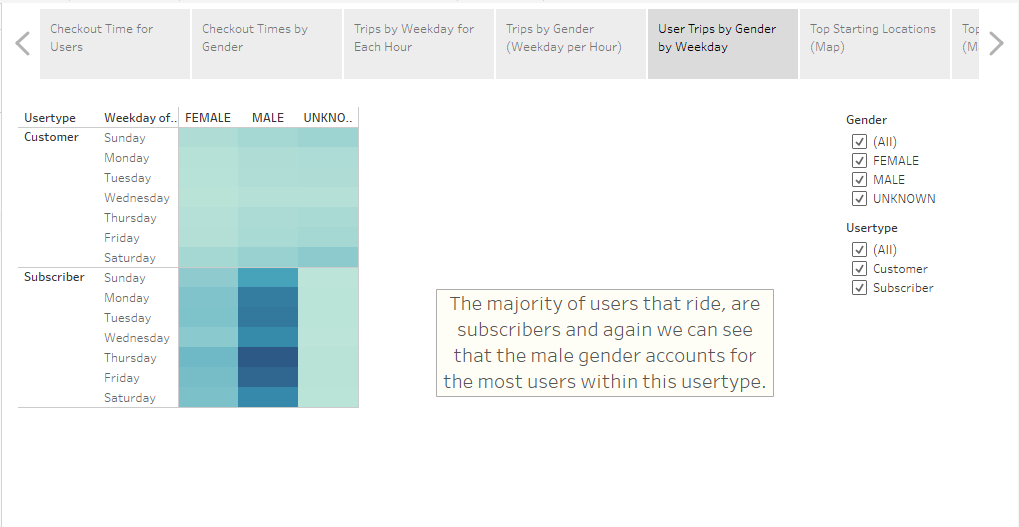 Checkout Time for
Users
Checkout Times by
Gender
Trips by Weekday for
Each Hour
Trips by Gender
(Weekday per Hour)
User Trips by Gender
by Weekday
Top Starting Locations
(Map)
Usertype Weekday of.. FEMALE MALE UNKNO..
Customer Sunday
Monday
Tuesday
Wednesday
Thursday
Friday
Saturday
Subscriber Sunday
Monday
Tuesday
Wednesday
Thursday
Friday
Saturday
The majority of users that ride, are
subscribers and again we can see
that the male gender accounts for
the most users within this usertype.
Gender
(All)
FEMALE
MALE
UNKNOWN
Usertype
(All)
Customer
Subscriber